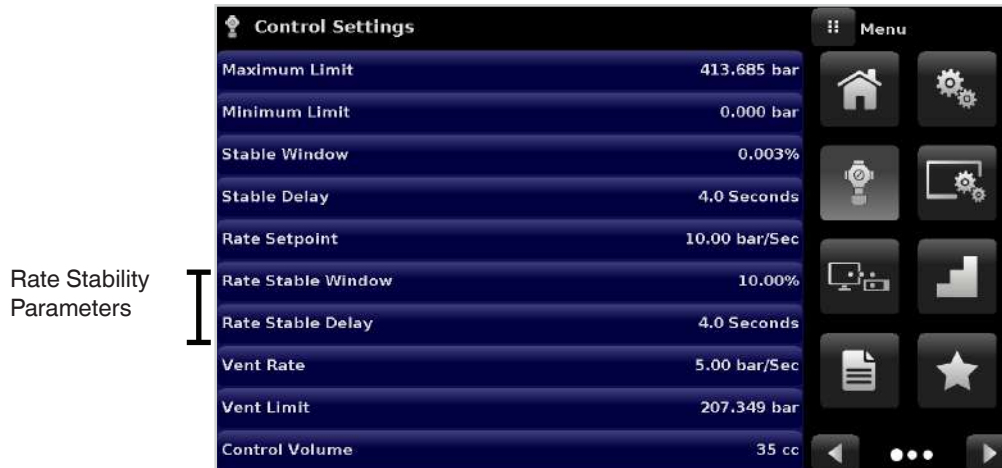 Control Settings
Menu
Maximum Limit 413.685 bar
Minimum Limit 0.000 bar
Stable Window 0.003%
Stable Delay 4.0 Seconds
Rate Setpoint 10.00 bar/Sec
Rate Stability
Parameters
Rate Stable Window 10.00%
Rate Stable Delay 4.0 Seconds
Vent Rate 5.00 bar/Sec
Vent Limit 207.349 bar
Control Volume 35 cc